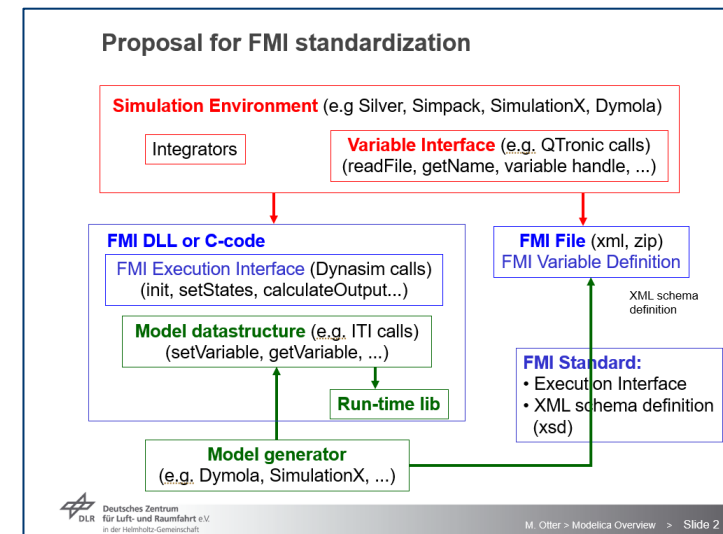 Proposal for FMI standardization
Simulation Environment (e.g Silver, Simpack, SimulationX, Dymola)
Integrators
Variable Interface (e.g. QTronic calls)
(readFile, getName, variable handle, ...)
FMI DLL or C-code
FMI Execution Interface (Dynasim calls)
(init, setStates, calculateOutput...)
Model datastructure (e.g. ITI calls)
(setVariable, getVariable, ...)
Run-time lib
FMI File (xml, zip)
FMI Variable Definition
XML schema
definition
FMI Standard:
• Execution Interface
• XML schema definition
(xsd)
Model generator
(e.g. Dymola, SimulationX, ...)
DLR
Deutsches Zentrum
für Luft- und Raumfahrt e.V.
in der Helmholtz-Gemeinschaft
M. Otter > Modelica Overview > Slide 2